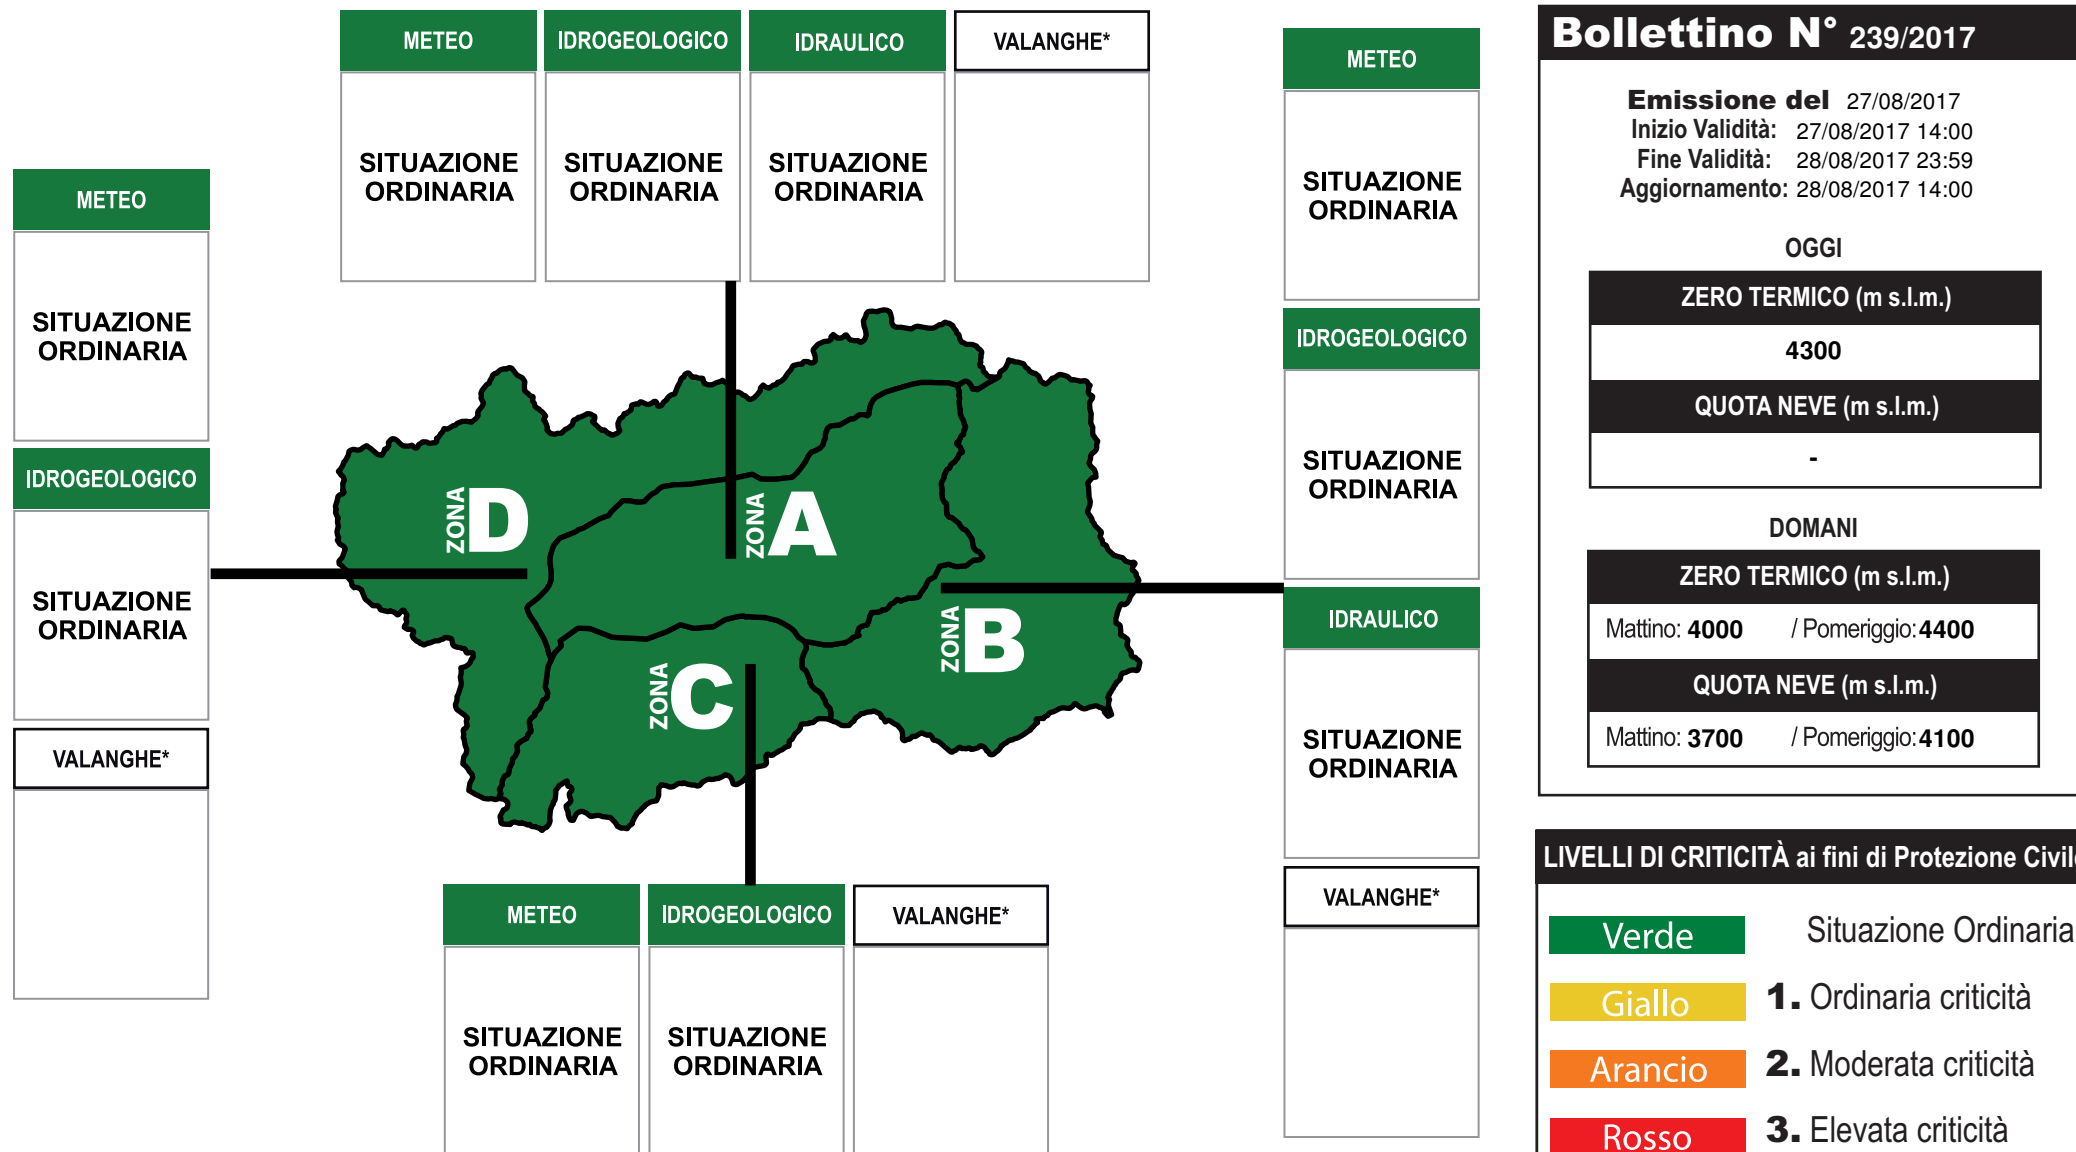 METEO IDROGEOLOGICO IDRAULICO VALANGHE*
SITUAZIONE ORDINARIA SITUAZIONE ORDINARIA SITUAZIONE ORDINARIA
METEO
SITUAZIONE
ORDINARIA
IDROGEOLOGICO
SITUAZIONE
ORDINARIA
VALANGHE*
ZONA D
ZONA A
ZONA B
ZONA C
METEO
SITUAZIONE
ORDINARIA
IDROGEOLOGICO
SITUAZIONE
ORDINARIA
IDRAULICO
SITUAZIONE
ORDINARIA
VALANGHE*
METEO IDROGEOLOGICO VALANGHE*
SITUAZIONE ORDINARIA SITUAZIONE ORDINARIA
Bollettino N° 239/2017
Emissione del 27/08/2017
Inizio Validità: 27/08/2017 14:00
Fine Validità: 28/08/2017 23:59
Aggiornamento: 28/08/2017 14:00
OGGI
ZERO TERMICO (m s.l.m.)
4300
QUOTA NEVE (m s.l.m.)
-
DOMANI
ZERO TERMICO (m s.l.m.)
Mattino: 4000 / Pomeriggio: 4400
QUOTA NEVE (m s.l.m.)
Mattino: 3700 / Pomeriggio: 4100
LIVELLI DI CRITICITÀ ai fini di Protezione Civil
Verde Situazione Ordinaria
Giallo 1. Ordinaria criticità
Arancio 2. Moderata criticità
Rosso 3. Elevata criticità